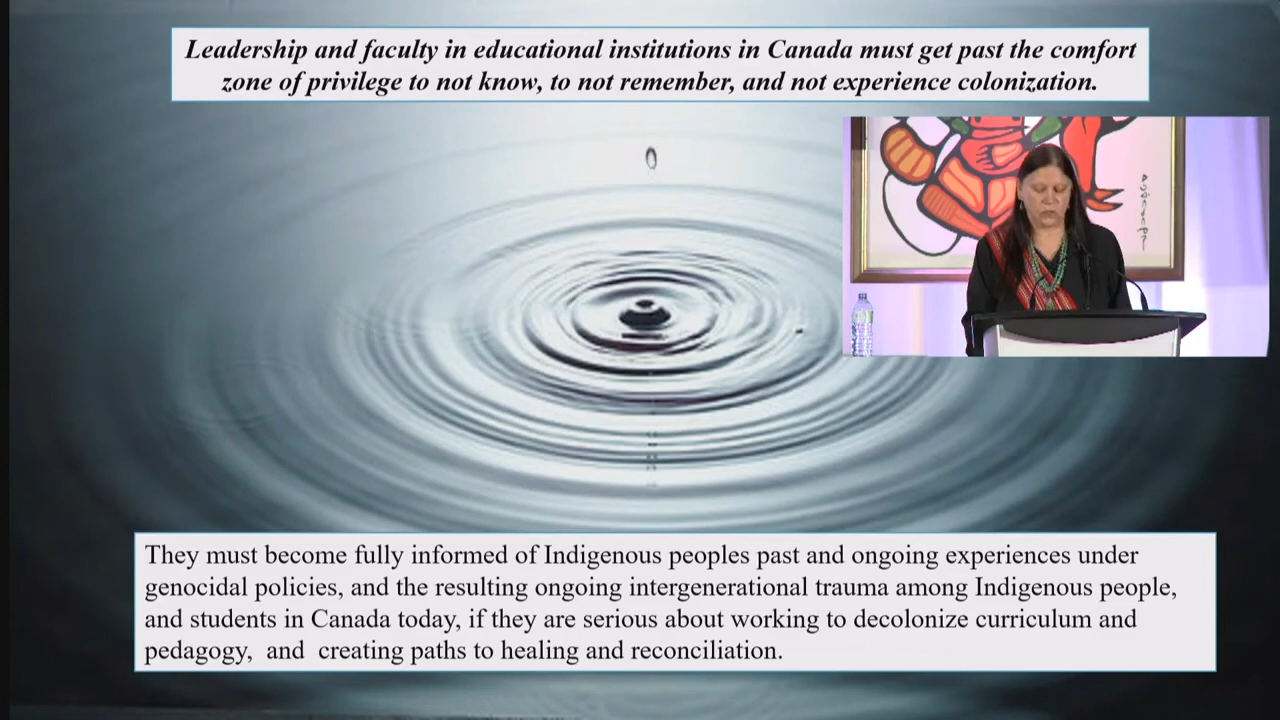 Leadership and faculty in educational institutions in Canada must get past the comfort
zone of privilege to not know, to not remember, and not experience colonization.
They must become fully informed of Indigenous peoples past and ongoing experiences under
genocidal policies, and the resulting ongoing intergenerational trauma among Indigenous people,
and students in Canada today, if they are serious about working to decolonize curriculum and
pedagogy,  and  creating paths to healing and reconciliation.